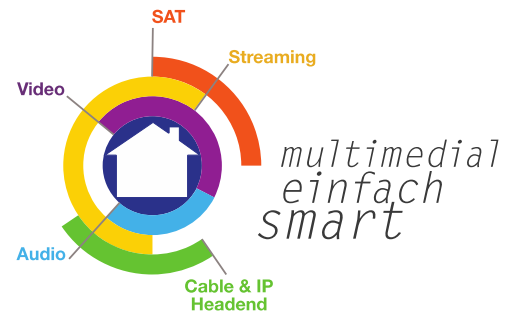 SAT
Streaming
Video
multimedial
einfach
smart
Audio
Cable & IP
Headend